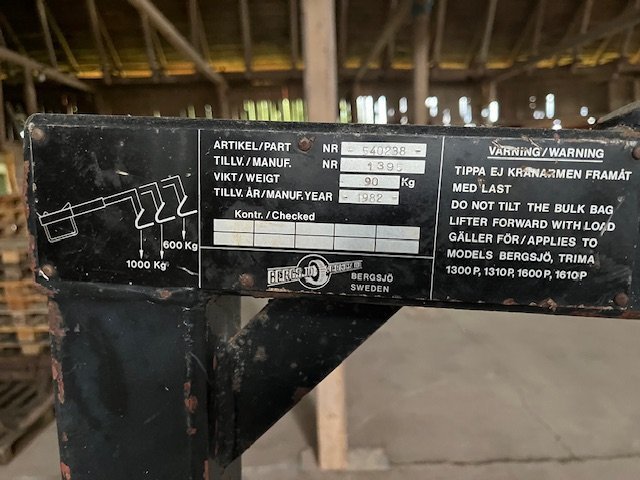 ARTIKEL/PART NR - 640238 -
TILLV./MANUF. NR - 1395 -
VIKT/WEIGT 90 Kg
TILLV. ÅR/MANUF. YEAR - 1982 -
Kontr./Checked
BERGSJÖ
BERGSJÖ
SWEDEN
600 Kg
1000 Kg
VARNING/WARNING
TIPPA EJ KRANARMEN FRAMÅT
MED LAST
DO NOT TILT THE BULK BAG
LIFTER FORWARD WITH LOAD
GÄLLER FÖR/APPLIES TO
MODELS BERGSJÖ, TRIMA
1300 P, 1310 P, 1600 P, 1610 P